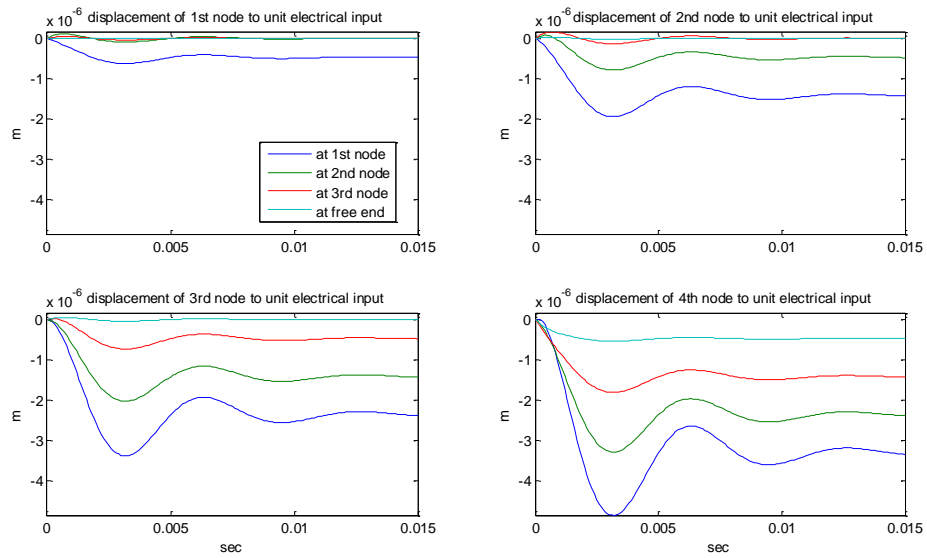 x 10^-6 displacement of 1st node to unit electrical input
0
-1
-2
-3
-4
m
0 0.005 0.01 0.015
at 1st node
at 2nd node
at 3rd node
at free end
x 10^-6 displacement of 2nd node to unit electrical input
0
-1
-2
-3
-4
m
0 0.005 0.01 0.015
x 10^-6 displacement of 3rd node to unit electrical input
0
-1
-2
-3
-4
m
0 0.005 0.01 0.015
sec
x 10^-6 displacement of 4th node to unit electrical input
0
-1
-2
-3
-4
m
0 0.005 0.01 0.015
sec